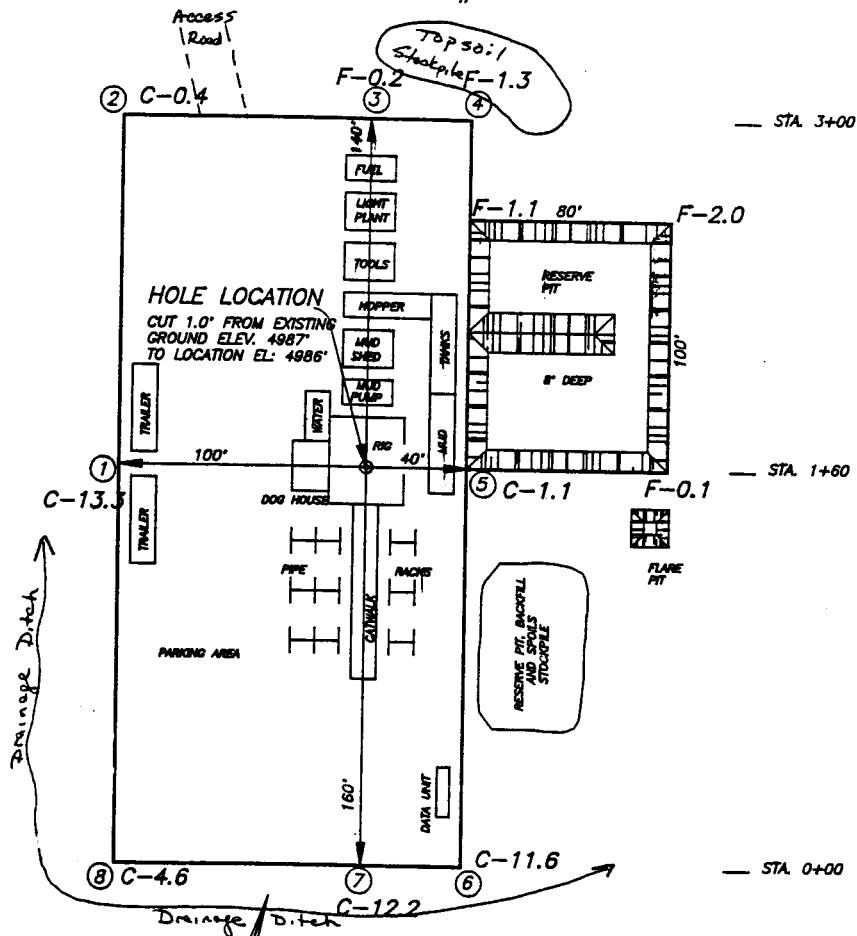 "
Access
Road
Topsoil
Stockpile
② C-0.4
F-0.2
③
F-1.3
④
STA. 3+00
140'
FUEL
LIGHT
PLANT
TOOLS
HOPPER
MUD
SHED
MUD
PUMP
TANKS
MUD
F-1.1
80'
F-2.0
RESERVE
PIT
8' DEEP
100'
HOLE LOCATION
CUT 1.0' FROM EXISTING
GROUND ELEV. 4987'
TO LOCATION EL: 4986'
TRAILER
WATER
RIG
① 100'
40'
STA. 1+60
C-13.3
DOG HOUSE
⑤ C-1.1
F-0.1
TRAILER
FLARE
PIT
PIPE
RACKS
CATWALK
PARKING AREA
RESERVE PIT, BACKFILL
AND SPOILS
STOCKPILE
Drainage Ditch
160'
DATA UNIT
⑧ C-4.6
⑦
C-12.2
C-11.6
⑥
STA. 0+00
Drainage Ditch